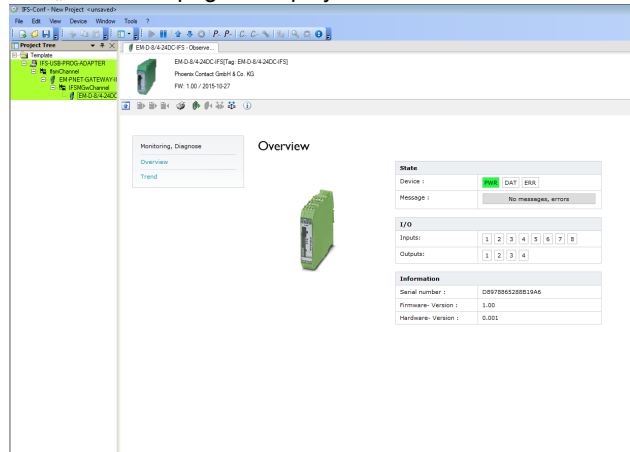 IFS-Conf - New Project <unsaved>
File Edit View Device Window Tools ?
Project Tree
Template
IFS-USB-PROG-ADAPTER
EM-PNET-GATEWAY-I
IFSMGwChannel
EM-D-8/4-24DC
EM-D-8/4-24DC-IFS - Observe...
EM-D-8/4-24DC-IFS[Tag: EM-D-8/4-24DC-IFS]
Phoenix Contact GmbH & Co. KG
FW: 1.00 / 2015-10-27
Monitoring, Diagnose
Overview
Trend
Overview
State
Device : PWR DAT ERR
Message : No messages, errors
I/O
Inputs: 1 2 3 4 5 6 7 8
Outputs: 1 2 3 4
Information
Serial number : D8978865288B19A6
Firmware- Version : 1.00
Hardware- Version : 0.001